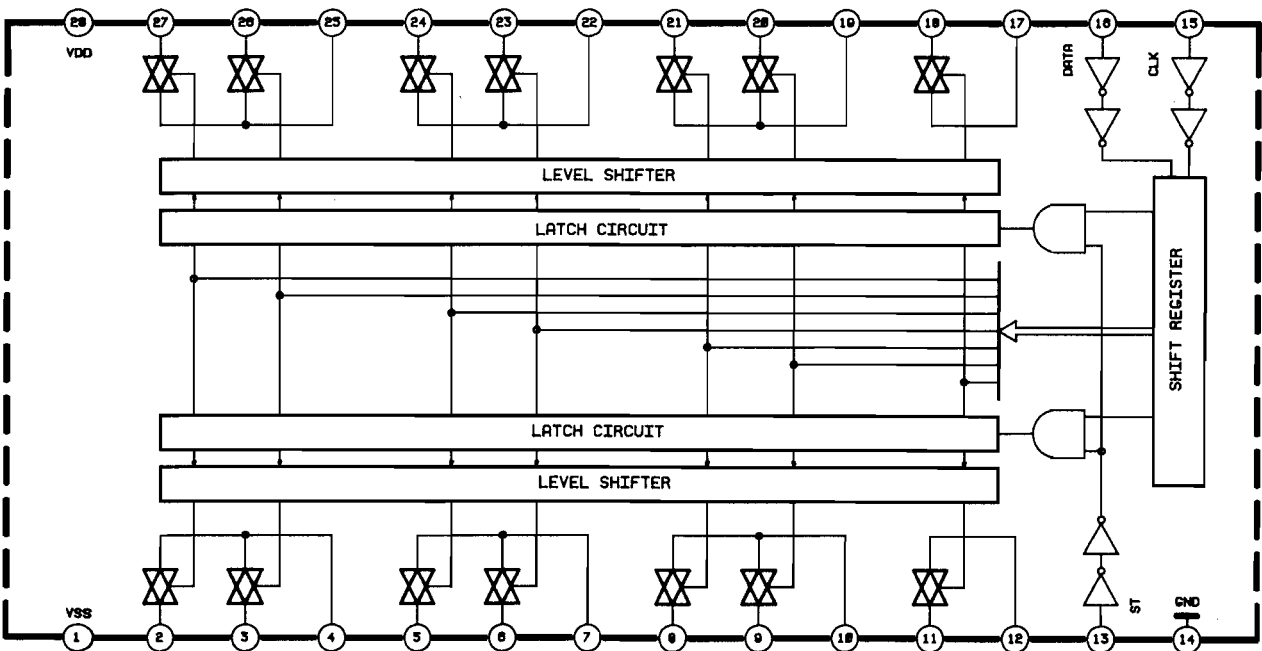 28 27 26 25 24 23 22 21 20 19 18 17 16 15
VDD
DATA
CLK
LEVEL SHIFTER
LATCH CIRCUIT
SHIFT REGISTER
LATCH CIRCUIT
LEVEL SHIFTER
VSS
ST
GND
1 2 3 4 5 6 7 8 9 10 11 12 13 14